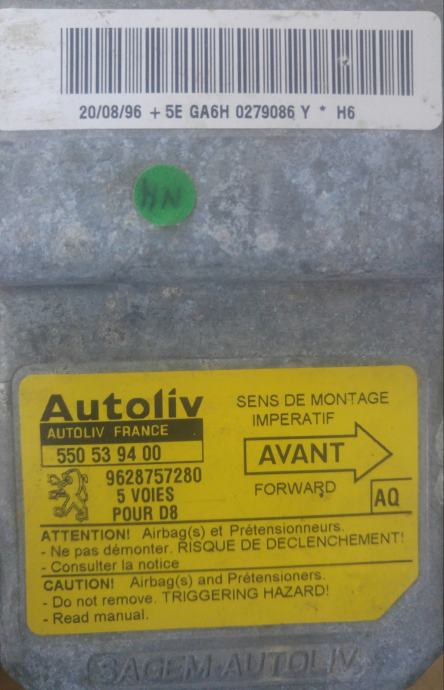 20/08/96 + 5E GA6H 0279086 Y * H6
HN
Autoliv
AUTOLIV FRANCE
550 53 94 00
9628757280
5 VOIES
POUR D8
SENS DE MONTAGE
IMPERATIF
AVANT
FORWARD
AQ
ATTENTION! Airbag(s) et Prétensionneurs.
- Ne pas démonter. RISQUE DE DECLENCHEMENT!
- Consulter la notice
CAUTION! Airbag(s) and Prétensioners.
- Do not remove. TRIGGERING HAZARD!
- Read manual.
SAGEM-AUTOLIV